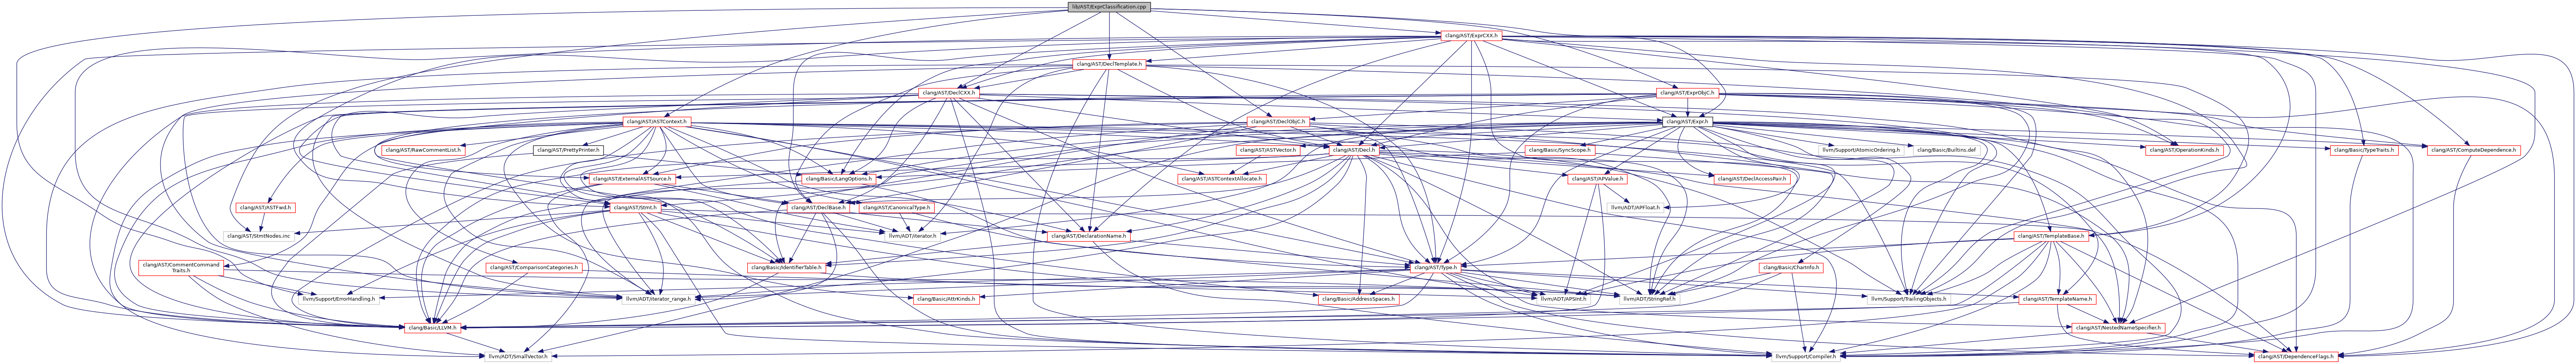 lib/AST/ExprClassification.cpp
clang/AST/ExprCXX.h
clang/AST/DeclTemplate.h
clang/AST/DeclCXX.h
clang/AST/ExprObjC.h
clang/AST/ASTContext.h
clang/AST/DeclObjC.h
clang/AST/Expr.h
clang/AST/RawCommentList.h
clang/AST/PrettyPrinter.h
clang/AST/ASTVector.h
clang/AST/Decl.h
clang/Basic/SyncScope.h
llvm/Support/AtomicOrdering.h
clang/Basic/Builtins.def
clang/AST/OperationKinds.h
clang/Basic/TypeTraits.h
clang/AST/ComputeDependence.h
clang/AST/ExternalASTSource.h
clang/Basic/LangOptions.h
clang/AST/ASTContextAllocate.h
clang/AST/APValue.h
clang/AST/DeclAccessPair.h
clang/AST/ASTFwd.h
clang/AST/Stmt.h
clang/AST/DeclBase.h
clang/AST/CanonicalType.h
llvm/ADT/APFloat.h
clang/AST/StmtNodes.inc
llvm/ADT/iterator.h
clang/AST/DeclarationName.h
clang/AST/TemplateBase.h
clang/AST/CommentCommand
Traits.h
clang/AST/ComparisonCategories.h
clang/Basic/IdentifierTable.h
clang/AST/Type.h
clang/Basic/CharInfo.h
llvm/Support/ErrorHandling.h
llvm/ADT/iterator_range.h
clang/Basic/AttrKinds.h
clang/Basic/AddressSpaces.h
llvm/ADT/APSInt.h
llvm/ADT/StringRef.h
llvm/Support/TrailingObjects.h
clang/AST/TemplateName.h
clang/Basic/LLVM.h
clang/AST/NestedNameSpecifier.h
llvm/ADT/SmallVector.h
llvm/Support/Compiler.h
clang/AST/DependenceFlags.h